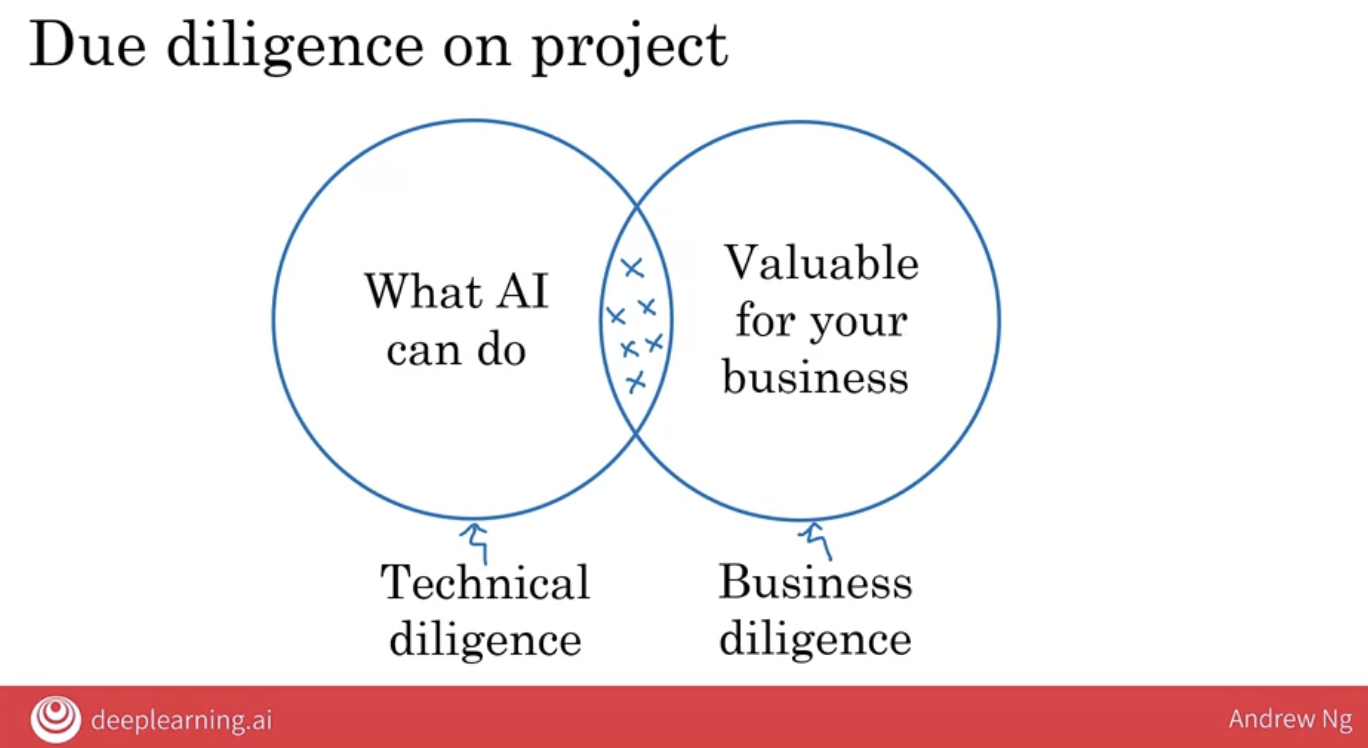 Due diligence on project
What AI
can do
Valuable
for your
business
Technical
diligence
Business
diligence
deeplearning.ai
Andrew Ng